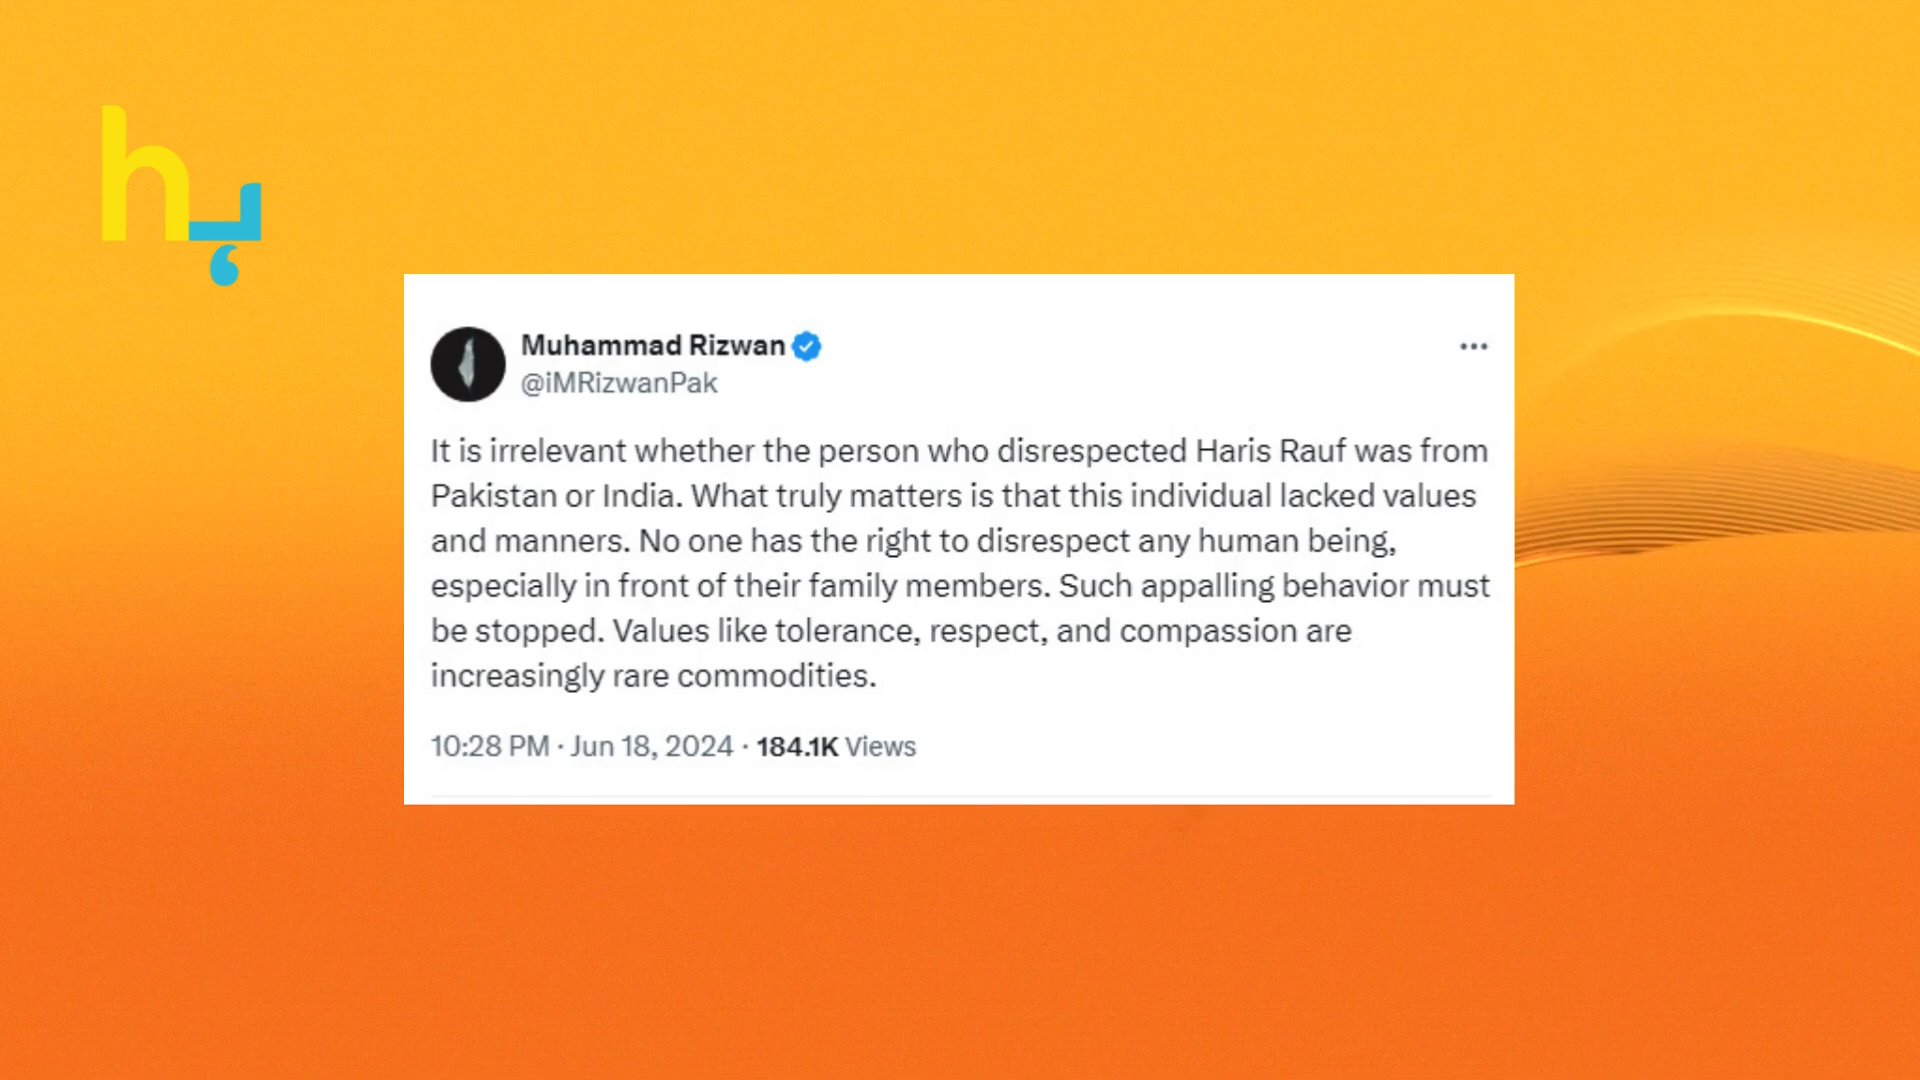 h
Muhammad Rizwan
@iMRizwanPak
It is irrelevant whether the person who disrespected Haris Rauf was from
Pakistan or India. What truly matters is that this individual lacked values
and manners. No one has the right to disrespect any human being,
especially in front of their family members. Such appalling behavior must
be stopped. Values like tolerance, respect, and compassion are
increasingly rare commodities.
10:28 PM · Jun 18, 2024 · 184.1K Views